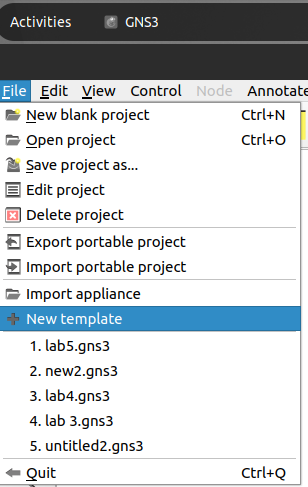 Activities GNS3
File Edit View Control Node Annotate
New blank project Ctrl+N
Open project Ctrl+O
Save project as...
Edit project
Delete project
Export portable project
Import portable project
Import appliance
New template
1. lab5.gns3
2. new2.gns3
3. lab4.gns3
4. lab 3.gns3
5. untitled2.gns3
Quit Ctrl+Q